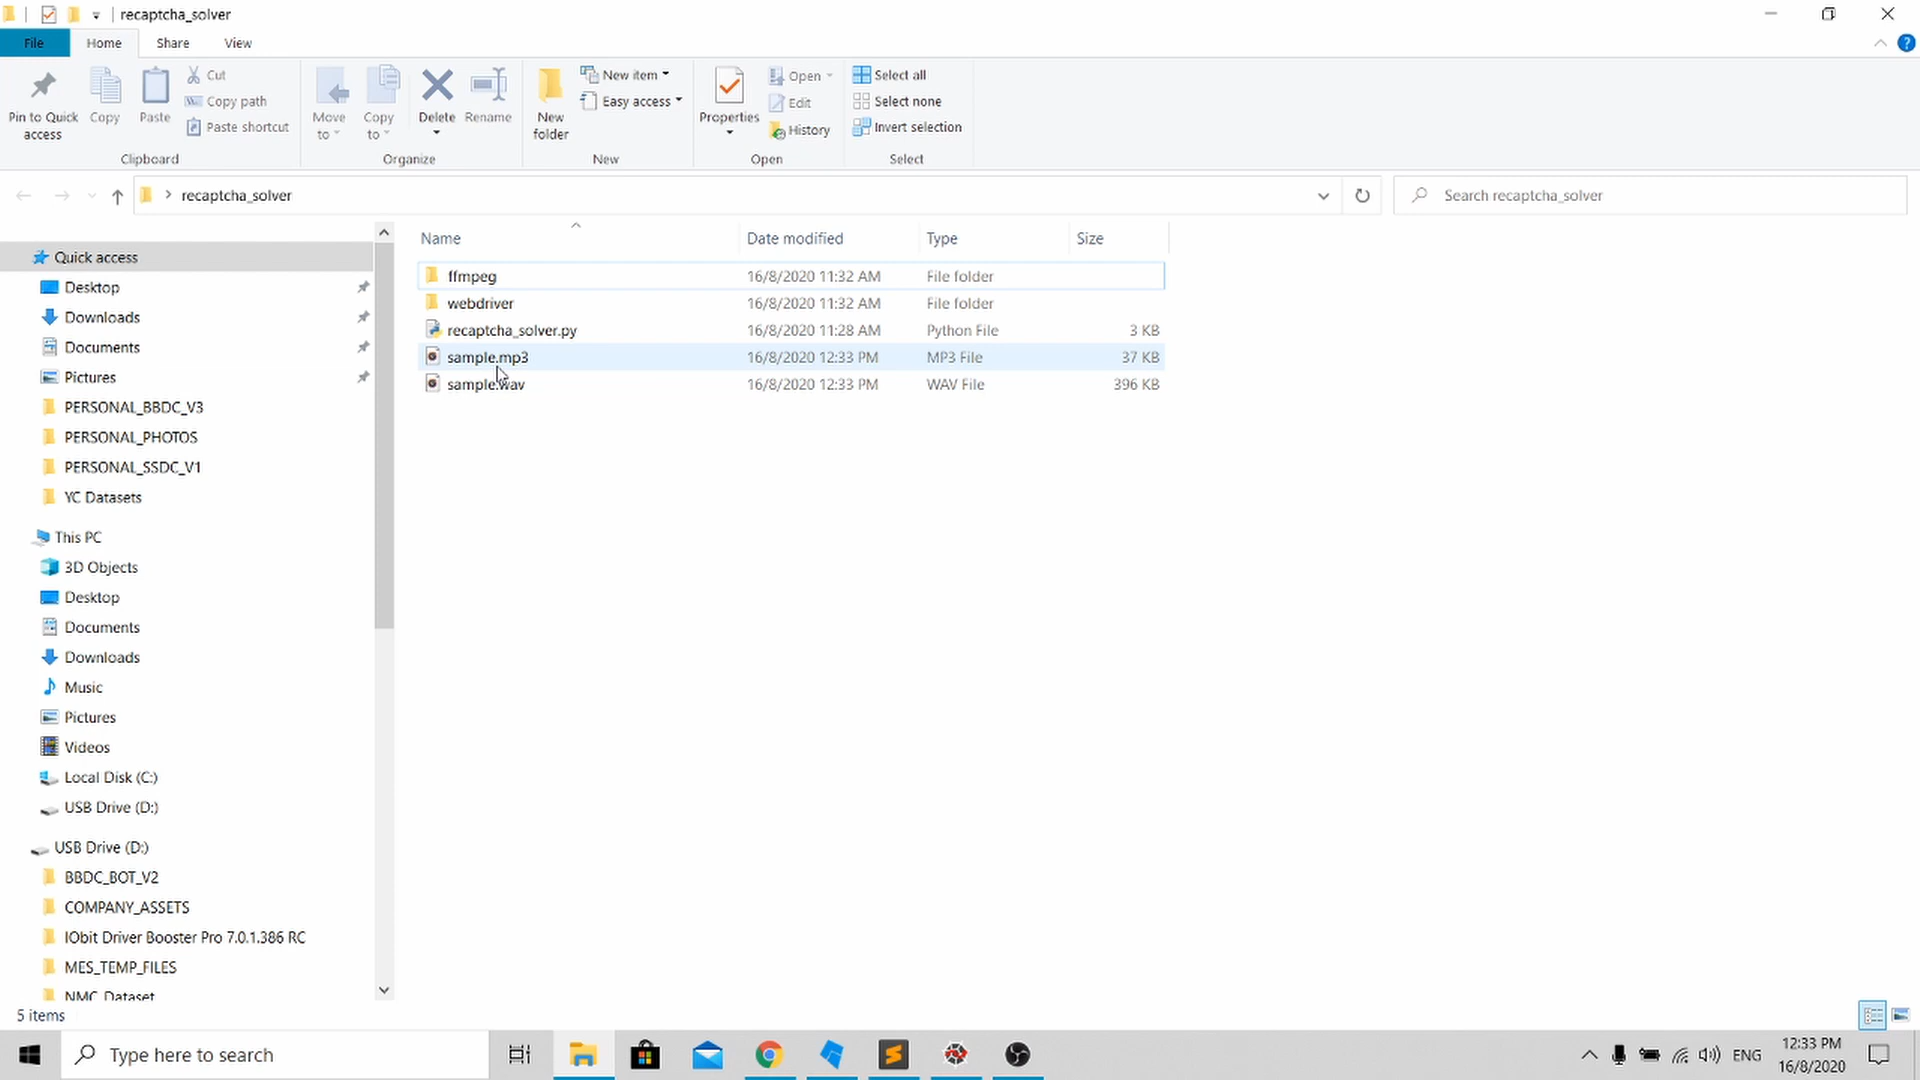 recaptcha_solver
File Home Share View
Pin to Quick access
Copy
Paste
Cut
Copy path
Paste shortcut
Clipboard
Move to
Copy to
Delete
Rename
Organize
New folder
New item
Easy access
New
Properties
Open
Edit
History
Open
Select all
Select none
Invert selection
Select
recaptcha_solver
Search recaptcha_solver
Name Date modified Type Size
ffmpeg 16/8/2020 11:32 AM File folder
webdriver 16/8/2020 11:32 AM File folder
recaptcha_solver.py 16/8/2020 11:28 AM Python File 3 KB
sample.mp3 16/8/2020 12:33 PM MP3 File 37 KB
sample.wav 16/8/2020 12:33 PM WAV File 396 KB
Quick access
Desktop
Downloads
Documents
Pictures
PERSONAL_BBDC_V3
PERSONAL_PHOTOS
PERSONAL_SSDC_V1
YC Datasets
This PC
3D Objects
Desktop
Documents
Downloads
Music
Pictures
Videos
Local Disk (C:)
USB Drive (D:)
USB Drive (D:)
BBDC_BOT_V2
COMPANY_ASSETS
IObit Driver Booster Pro 7.0.1.386 RC
MES_TEMP_FILES
NMC_Dataset
5 items
Type here to search
ENG
12:33 PM
16/8/2020